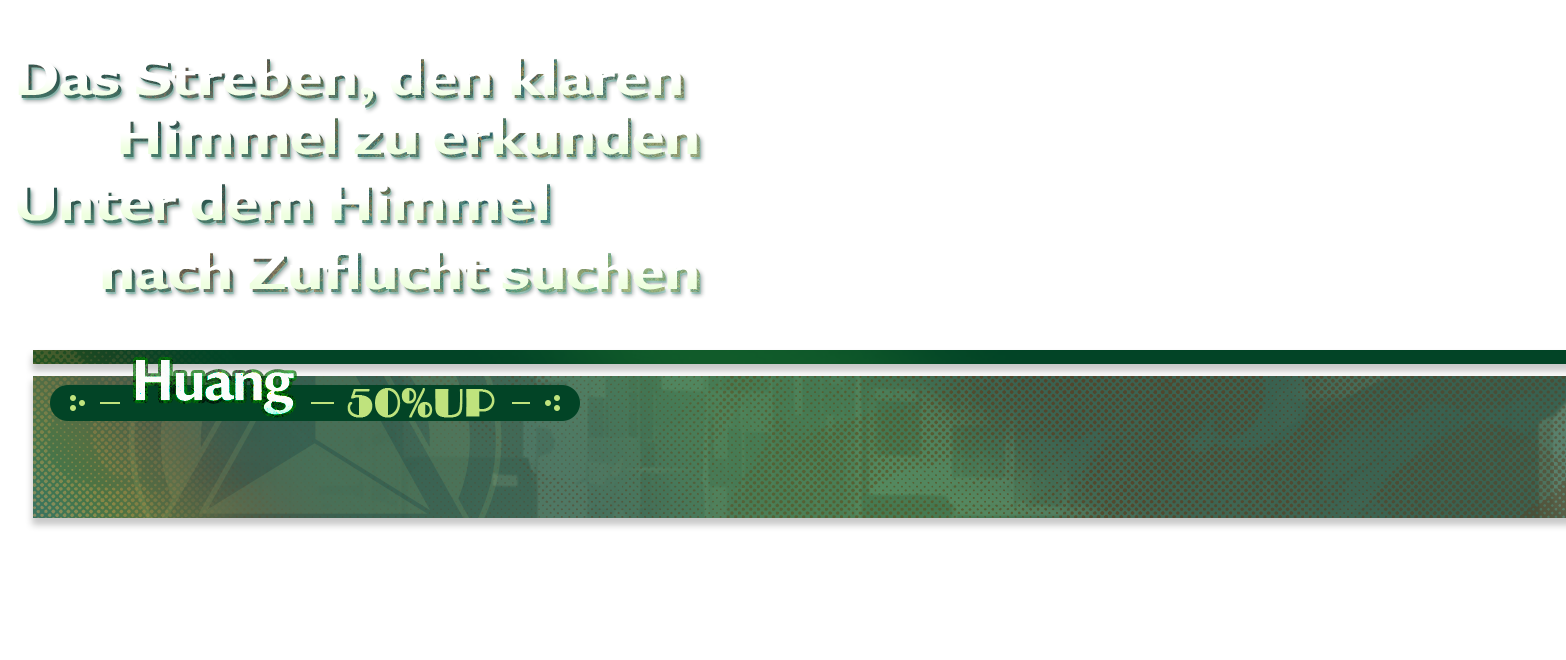 Das Streben, den klaren
Himmel zu erkunden
Unter dem Himmel
nach Zuflucht suchen
Huang
50%UP